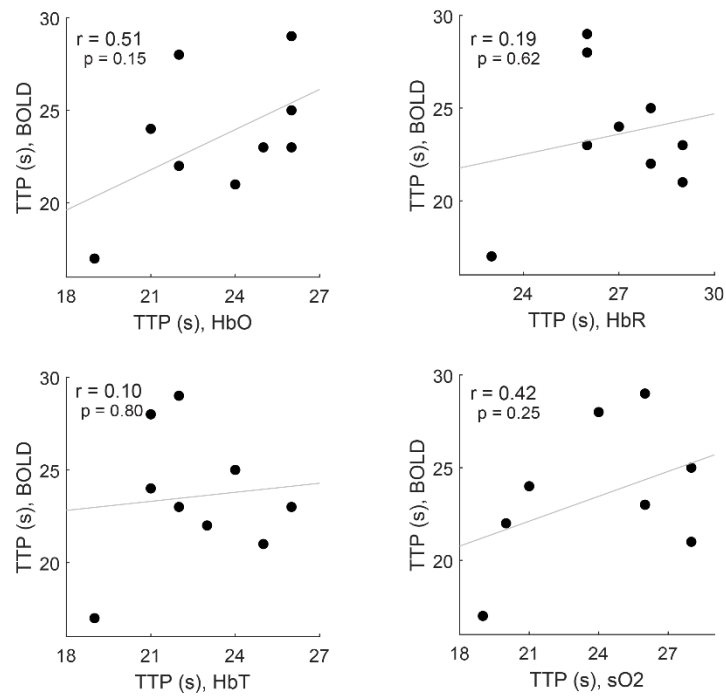 r = 0.51
p = 0.15
30
25
20
TTP (s), BOLD
18
21
24
27
TTP (s), HbO
r = 0.19
p = 0.62
30
25
20
TTP (s), BOLD
24
27
30
TTP (s), HbR
r = 0.10
p = 0.80
30
25
20
TTP (s), BOLD
18
21
24
27
TTP (s), HbT
r = 0.42
p = 0.25
30
25
20
TTP (s), BOLD
18
21
24
27
TTP (s), sO2